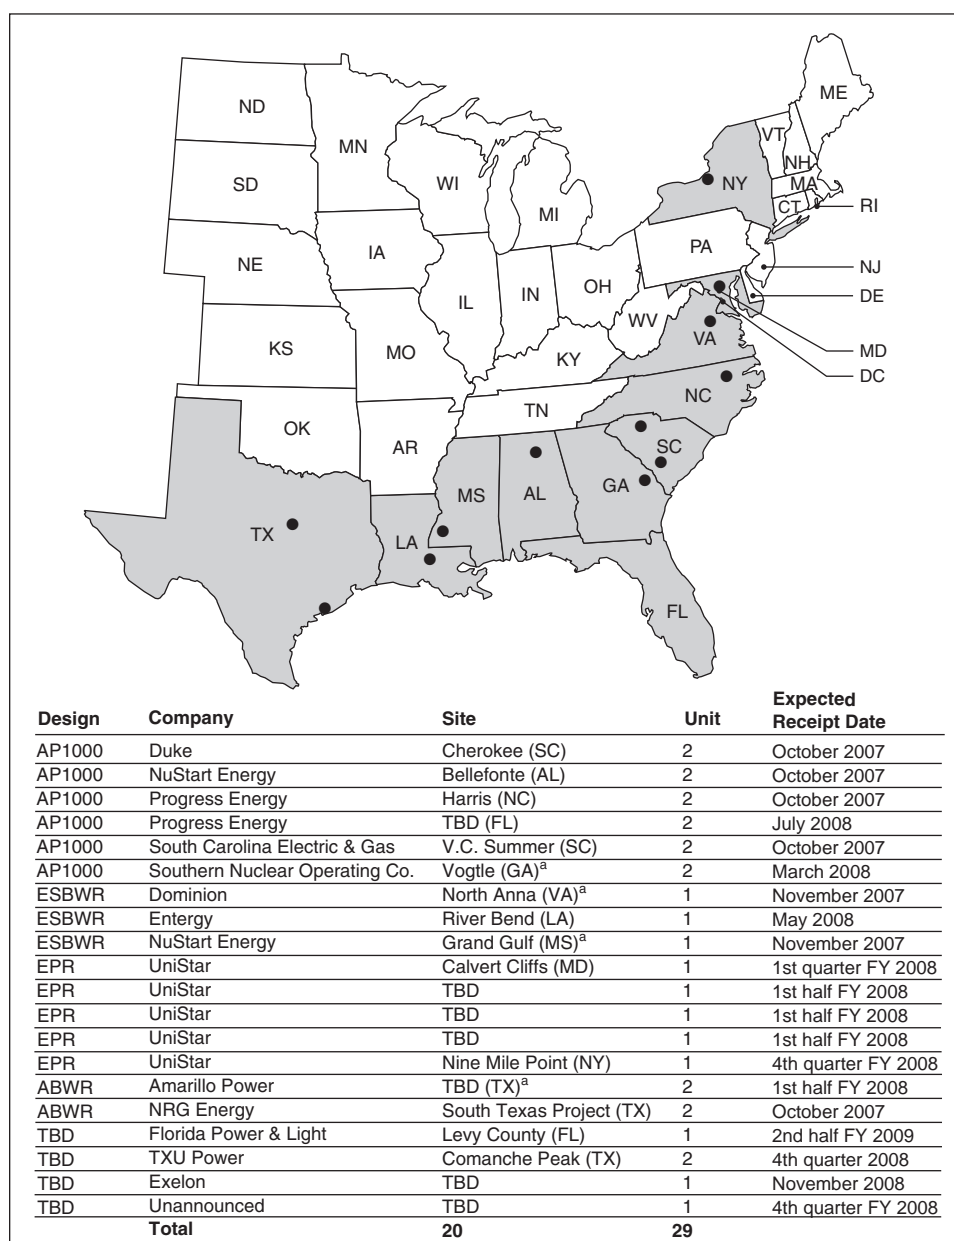 ME
ND
VT
MN
NH
SD
WI
NY
MA
MI
CT
RI
IA
PA
NE
NJ
OH
IL
IN
DE
WV
VA
KS
MO
MD
KY
DC
NC
TN
OK
AR
SC
MS
AL
GA
TX
LA
FL
Design Company Site Unit Expected Receipt Date
AP1000 Duke Cherokee (SC) 2 October 2007
AP1000 NuStart Energy Bellefonte (AL) 2 October 2007
AP1000 Progress Energy Harris (NC) 2 October 2007
AP1000 Progress Energy TBD (FL) 2 July 2008
AP1000 South Carolina Electric & Gas V.C. Summer (SC) 2 October 2007
AP1000 Southern Nuclear Operating Co. Vogtle (GA)a 2 March 2008
ESBWR Dominion North Anna (VA)a 1 November 2007
ESBWR Entergy River Bend (LA) 1 May 2008
ESBWR NuStart Energy Grand Gulf (MS)a 1 November 2007
EPR UniStar Calvert Cliffs (MD) 1 1st quarter FY 2008
EPR UniStar TBD 1 1st half FY 2008
EPR UniStar TBD 1 1st half FY 2008
EPR UniStar TBD 1 1st half FY 2008
EPR UniStar Nine Mile Point (NY) 1 4th quarter FY 2008
ABWR Amarillo Power TBD (TX)a 2 1st half FY 2008
ABWR NRG Energy South Texas Project (TX) 2 October 2007
TBD Florida Power & Light Levy County (FL) 1 2nd half FY 2009
TBD TXU Power Comanche Peak (TX) 2 4th quarter 2008
TBD Exelon TBD 1 November 2008
TBD Unannounced TBD 1 4th quarter FY 2008
Total 20 29